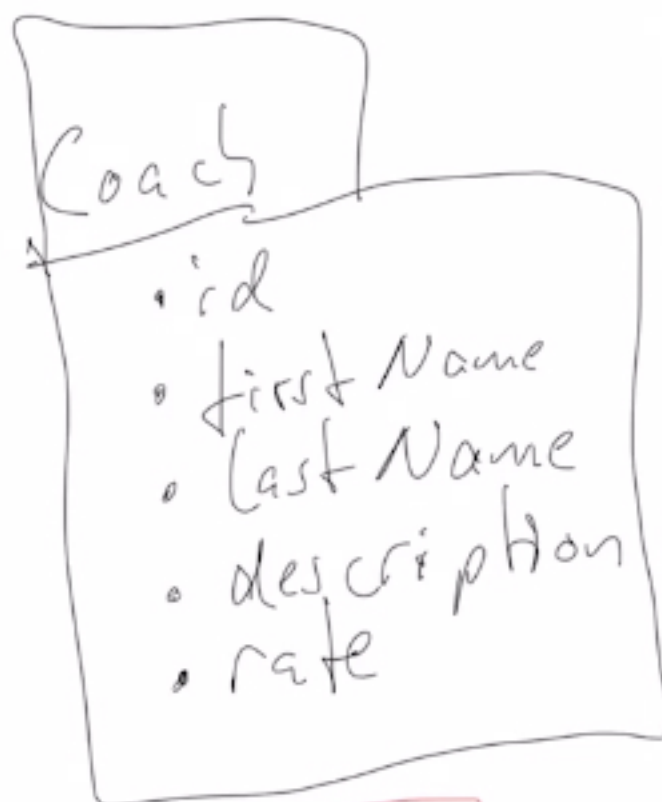 Coach
• id
• firstName
• lastName
• description
• rate